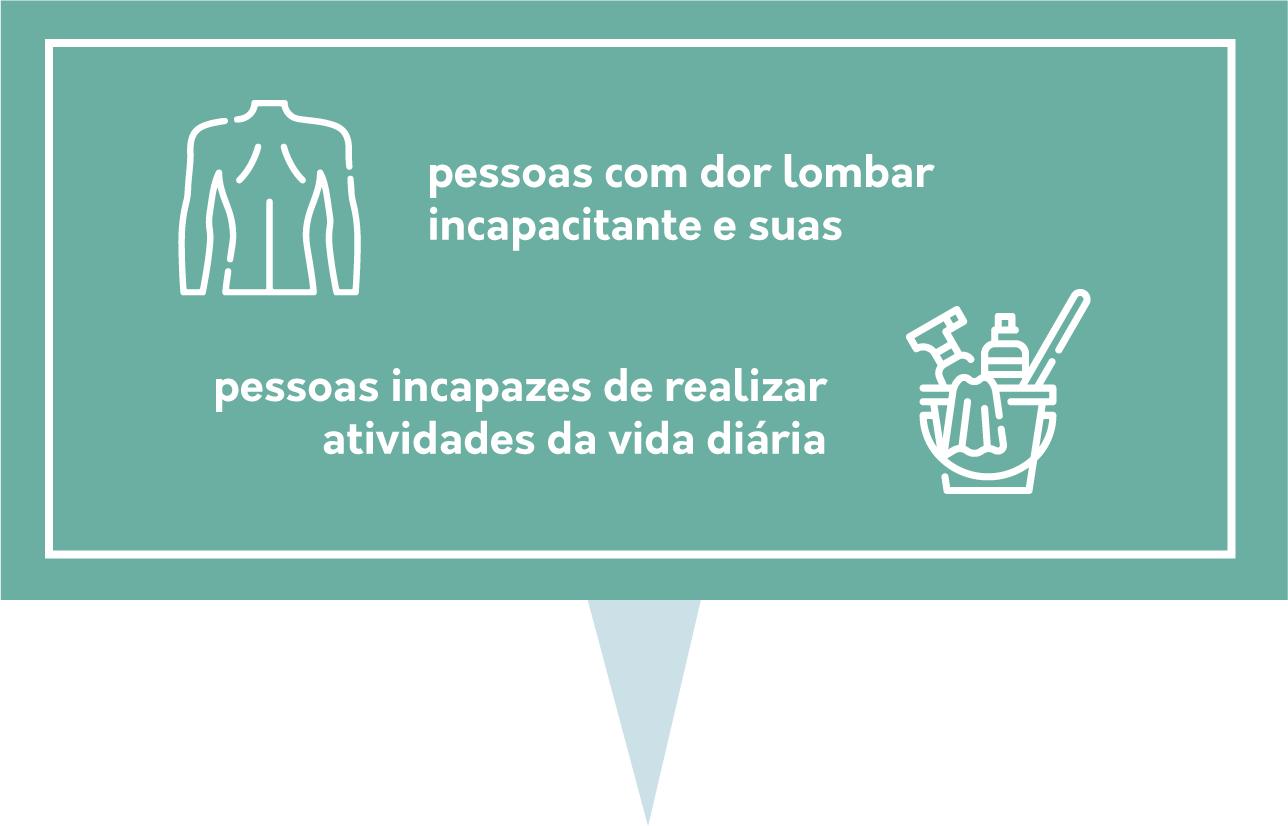 pessoas com dor lombar
incapacitante e suas
pessoas incapazes de realizar
atividades da vida diária